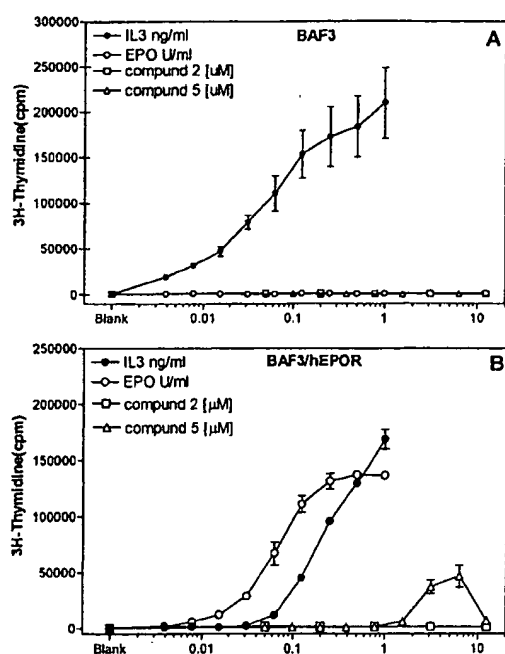 BAF3
A
IL3 ng/ml
EPO U/ml
compund 2 [uM]
compund 5 [uM]
3H-Thymidine(cpm)
300000
250000
200000
150000
100000
50000
0
Blank 0.01 0.1 1 10
BAF3/hEPOR
B
IL3 ng/ml
EPO U/ml
compund 2 [µM]
compund 5 [µM]
3H-Thymidine(cpm)
250000
200000
150000
100000
50000
0
Blank 0.01 0.1 1 10